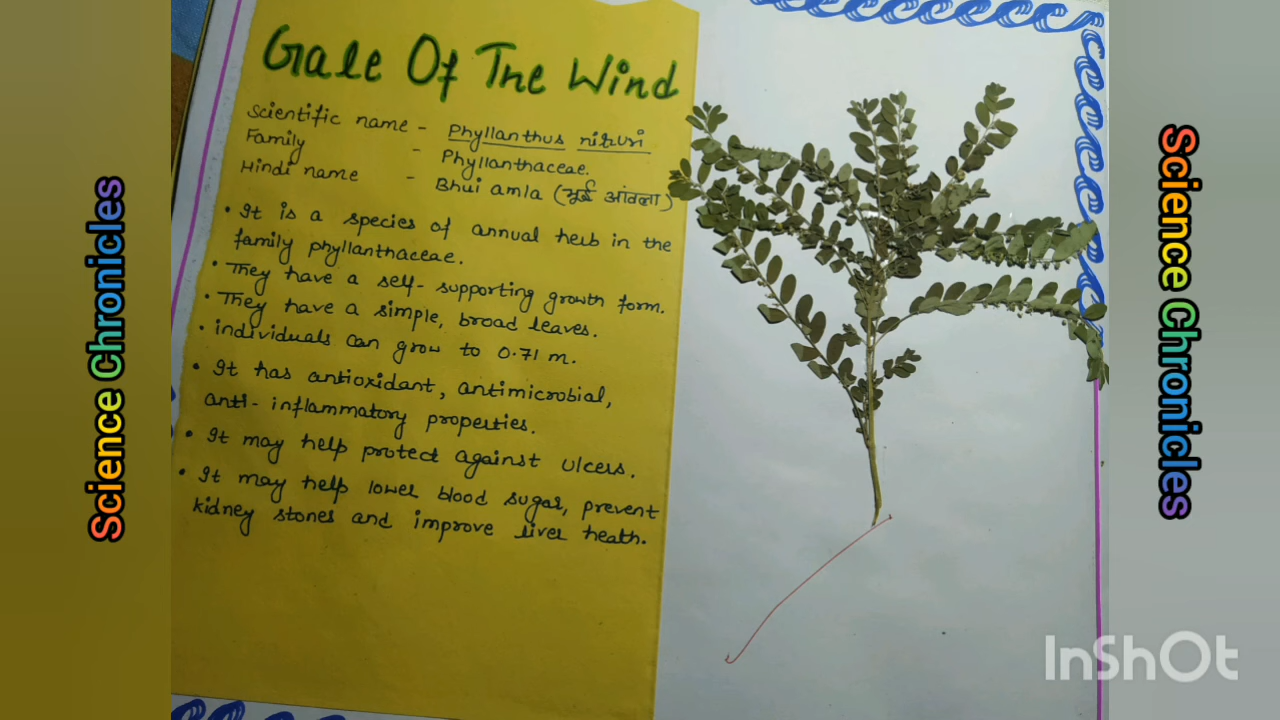 Science Chronicles
Gale Of The Wind
Scientific name - Phyllanthus niruri
Family - Phyllanthaceae.
Hindi name - Bhui amla (भुई आंवला)
• It is a species of annual herb in the
family phyllanthaceae.
• They have a self-supporting growth form.
• They have a simple, broad leaves.
• individuals can grow to 0.71 m.
• It has antioxidant, antimicrobial,
anti-inflammatory properties.
• It may help protect against ulcers.
• It may help lower blood sugar, prevent
kidney stones and improve liver heath.
Science Chronicles
InShOt